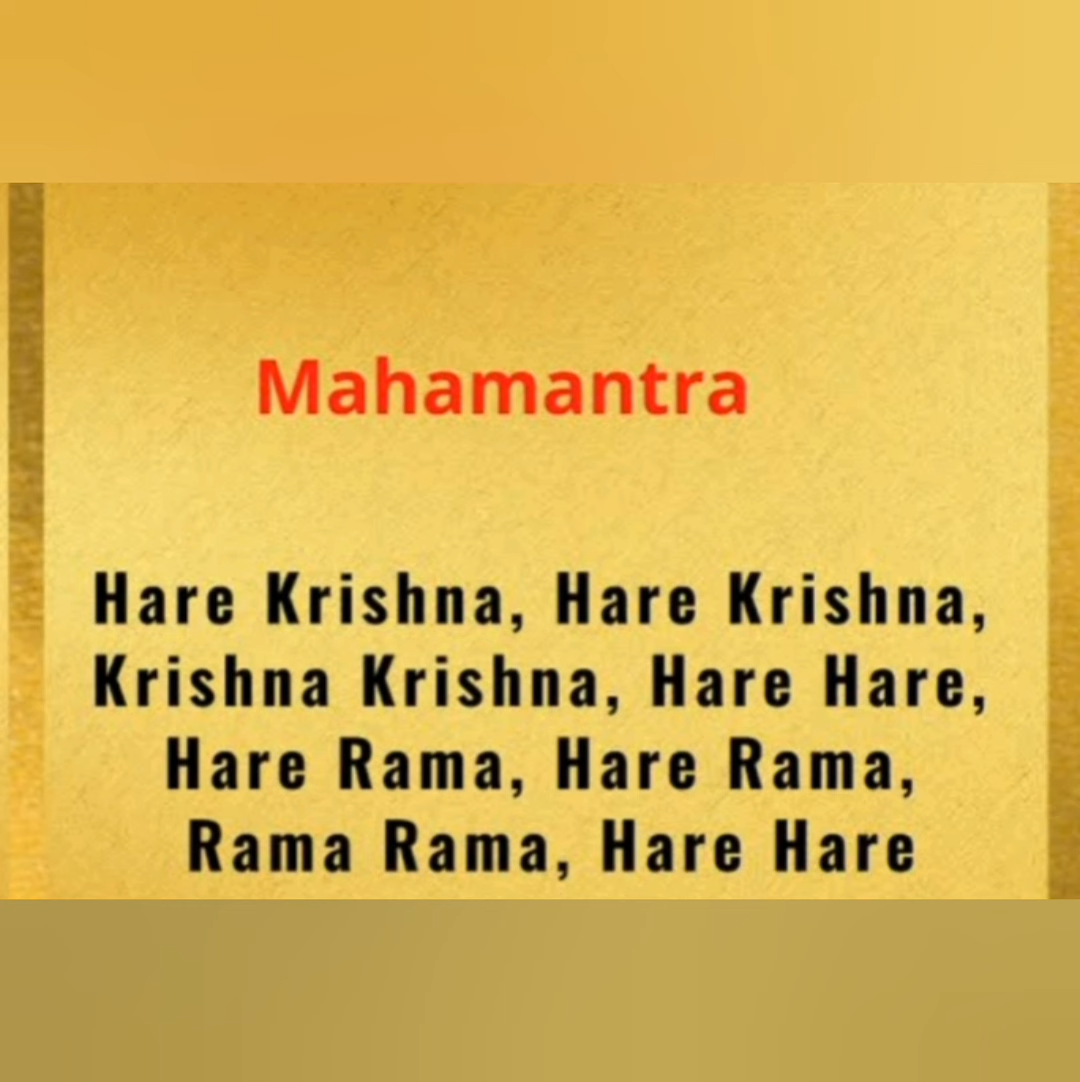 Mahamantra
Hare Krishna, Hare Krishna,
Krishna Krishna, Hare Hare,
Hare Rama, Hare Rama,
Rama Rama, Hare Hare